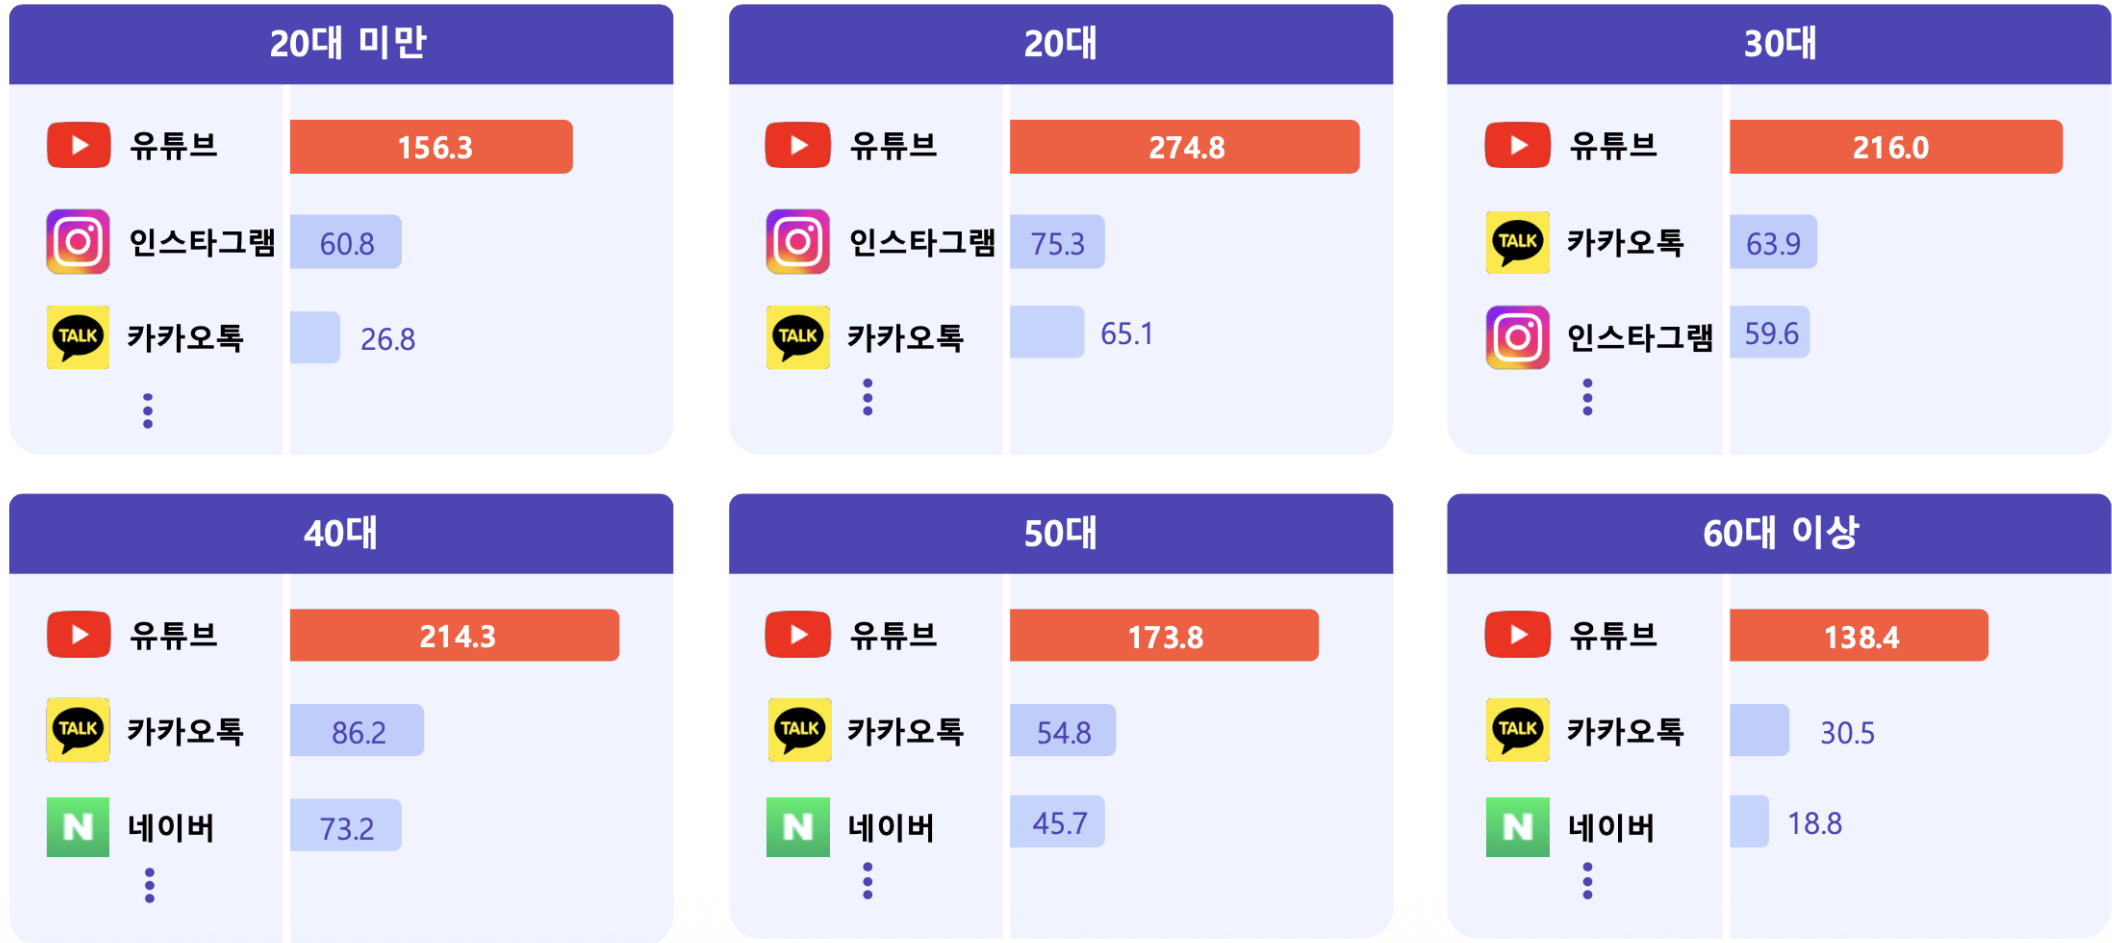 20대 미만
유튜브 156.3
인스타그램 60.8
TALK 카카오톡 26.8
20대
유튜브 274.8
인스타그램 75.3
TALK 카카오톡 65.1
30대
유튜브 216.0
TALK 카카오톡 63.9
인스타그램 59.6
40대
유튜브 214.3
TALK 카카오톡 86.2
N 네이버 73.2
50대
유튜브 173.8
TALK 카카오톡 54.8
N 네이버 45.7
60대 이상
유튜브 138.4
TALK 카카오톡 30.5
N 네이버 18.8